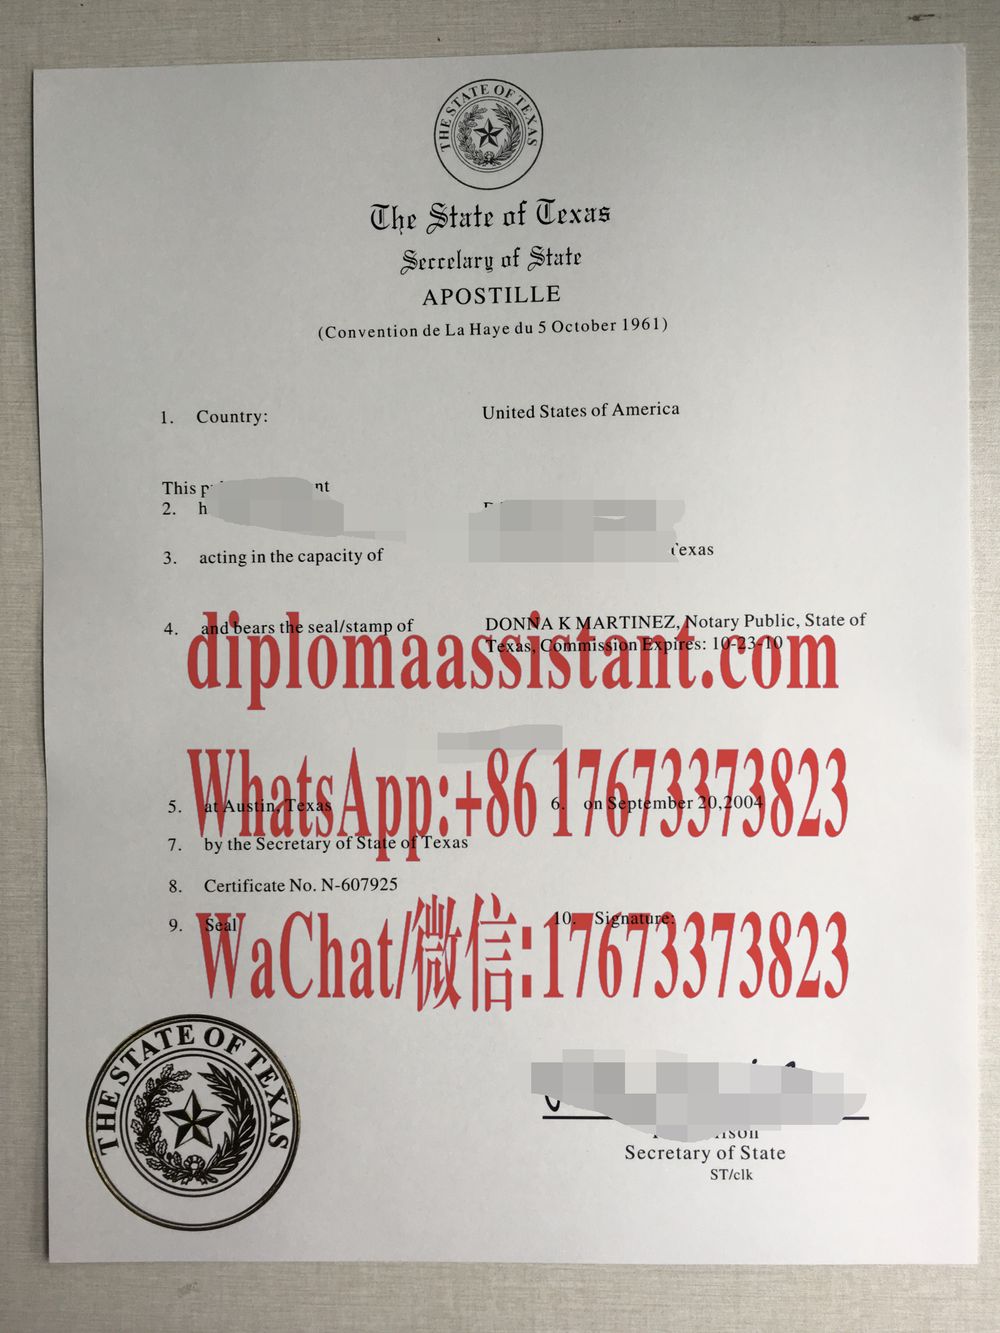 THE STATE OF TEXAS
The State of Texas
Secretary of State
APOSTILLE
(Convention de La Haye du 5 October 1961)
1. Country: United States of America
This
2.
3. acting in the capacity of Texas
4. and bears the seal/stamp of DONNA K MARTINEZ, Notary Public, State of
Texas, Commission Expires: 10-23-10
diplomaassistant.com
WhatsApp:+86 17673373823
5. at Austin, Texas 6. on September 20,2004
7. by the Secretary of State of Texas
8. Certificate No. N-607925
9. Seal 10. Signature:
WaChat/微信:17673373823
THE STATE OF TEXAS
Secretary of State
ST/clk